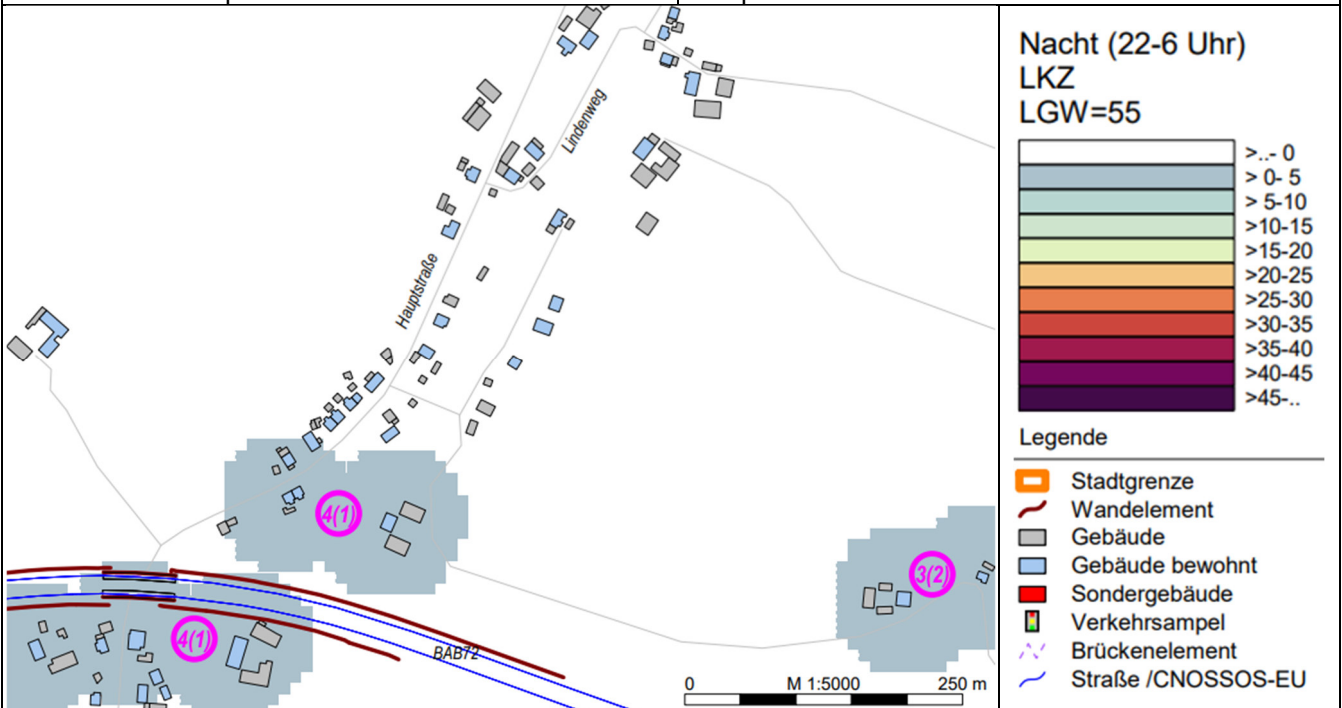 Nacht (22-6 Uhr)
LKZ
LGW=55
>..- 0
> 0- 5
> 5-10
>10-15
>15-20
>20-25
>25-30
>30-35
>35-40
>40-45
>45-..
Legende
Stadtgrenze
Wandelement
Gebäude
Gebäude bewohnt
Sondergebäude
Verkehrsampel
Brückenelement
Straße /CNOSSOS-EU
Lindenweg
Hauptstraße
4(1)
3(2)
4(1)
BAB72
0 M 1:5000 250 m